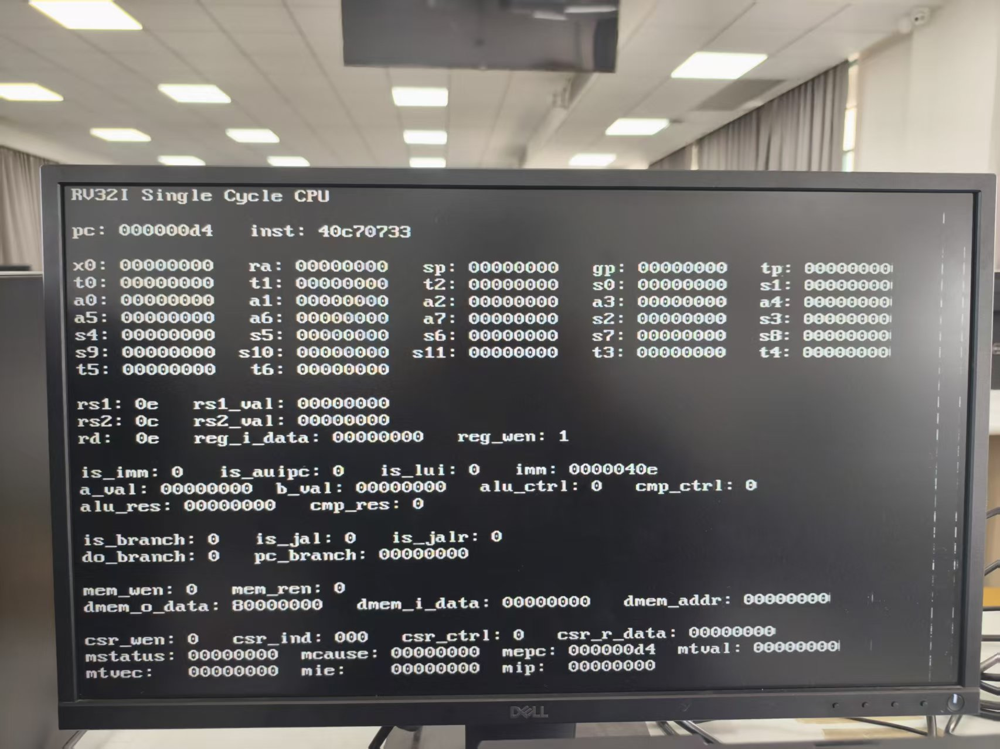 RV32I Single Cycle CPU
pc: 000000d4 inst: 40c70733
x0: 00000000 ra: 00000000 sp: 00000000 gp: 00000000 tp: 00000000
t0: 00000000 t1: 00000000 t2: 00000000 s0: 00000000 s1: 00000000
a0: 00000000 a1: 00000000 a2: 00000000 a3: 00000000 a4: 00000000
a5: 00000000 a6: 00000000 a7: 00000000 s2: 00000000 s3: 00000000
s4: 00000000 s5: 00000000 s6: 00000000 s7: 00000000 s8: 00000000
s9: 00000000 s10: 00000000 s11: 00000000 t3: 00000000 t4: 00000000
t5: 00000000 t6: 00000000
rs1: 0e rs1_val: 00000000
rs2: 0c rs2_val: 00000000
rd: 0e reg_i_data: 00000000 reg_wen: 1
is_imm: 0 is_auipc: 0 is_lui: 0 imm: 0000040e
a_val: 00000000 b_val: 00000000 alu_ctrl: 0 cmp_ctrl: 0
alu_res: 00000000 cmp_res: 0
is_branch: 0 is_jal: 0 is_jalr: 0
do_branch: 0 pc_branch: 00000000
mem_wen: 0 mem_ren: 0
dmem_o_data: 80000000 dmem_i_data: 00000000 dmem_addr: 00000000
csr_wen: 0 csr_ind: 000 csr_ctrl: 0 csr_r_data: 00000000
mstatus: 00000000 mcause: 00000000 mepc: 000000d4 mtval: 00000000
mtvec: 00000000 mie: 00000000 mip: 00000000
DELL